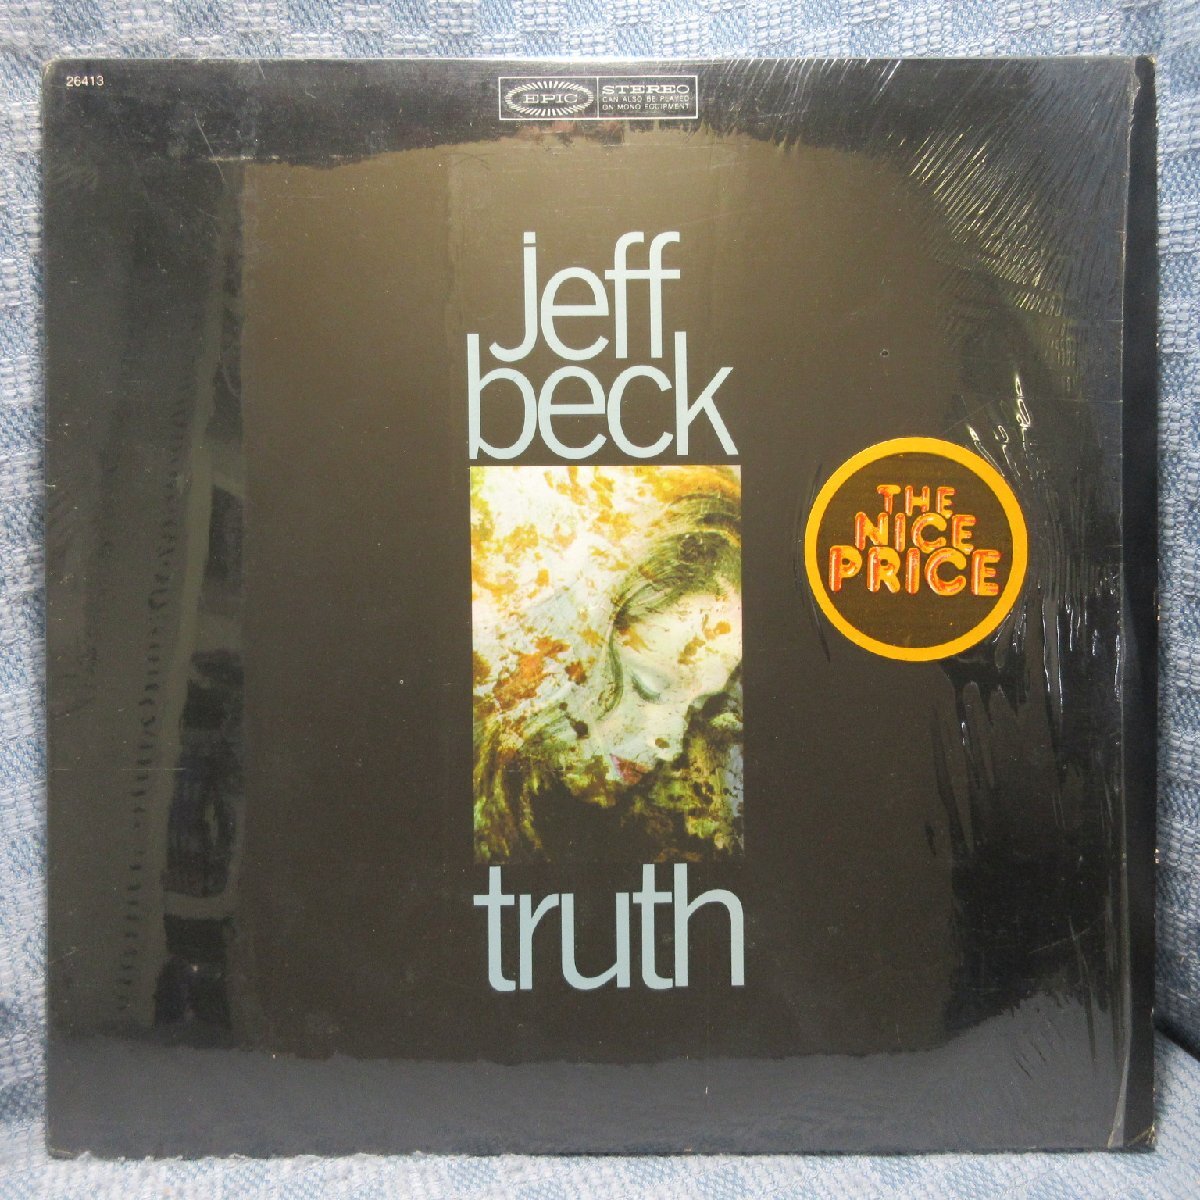 26413
EPIC
STEREO
CAN ALSO BE PLAYED
ON MONO EQUIPMENT
jeff
beck
THE
NICE
PRICE
truth